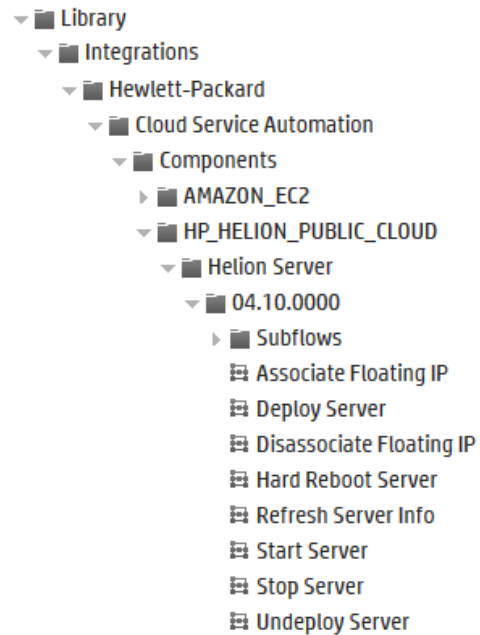 Library
Integrations
Hewlett-Packard
Cloud Service Automation
Components
AMAZON_EC2
HP_HELION_PUBLIC_CLOUD
Helion Server
04.10.0000
Subflows
Associate Floating IP
Deploy Server
Disassociate Floating IP
Hard Reboot Server
Refresh Server Info
Start Server
Stop Server
Undeploy Server